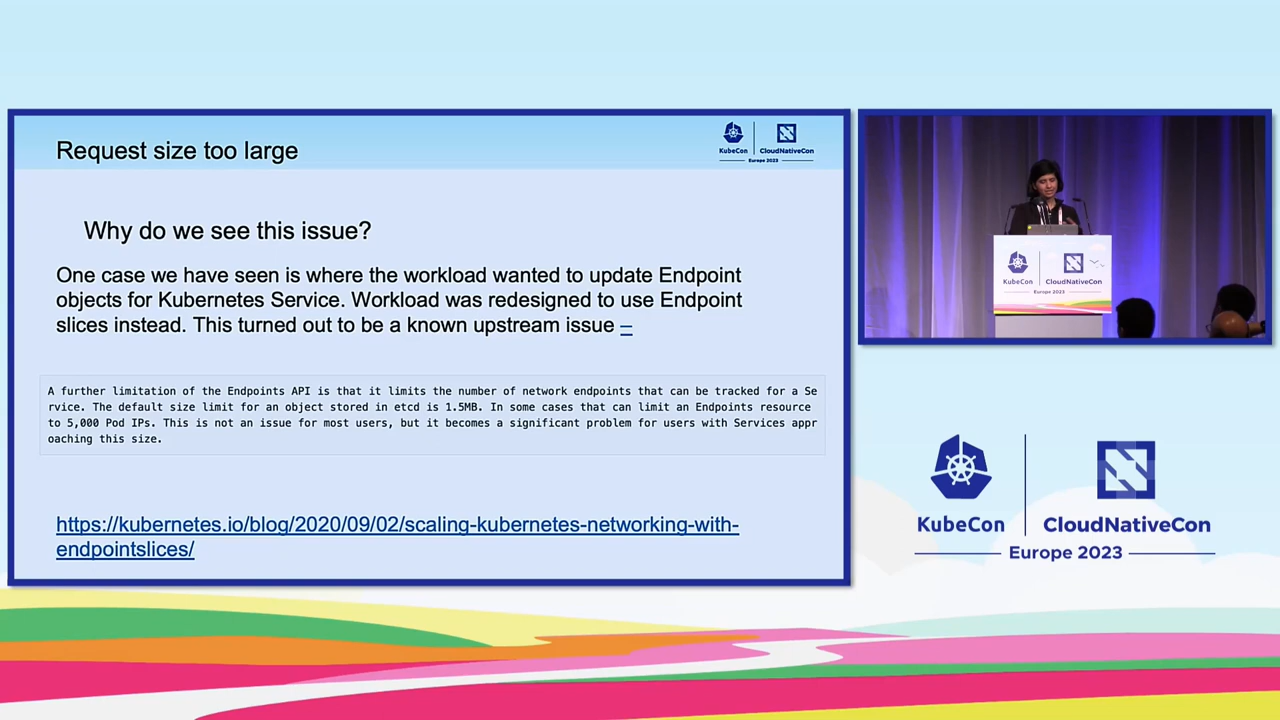 Request size too large
KubeCon
CloudNativeCon
Europe 2023
Why do we see this issue?
One case we have seen is where the workload wanted to update Endpoint
objects for Kubernetes Service. Workload was redesigned to use Endpoint
slices instead. This turned out to be a known upstream issue –
A further limitation of the Endpoints API is that it limits the number of network endpoints that can be tracked for a Se
rvice. The default size limit for an object stored in etcd is 1.5MB. In some cases that can limit an Endpoints resource
to 5,000 Pod IPs. This is not an issue for most users, but it becomes a significant problem for users with Services appr
oaching this size.
https://kubernetes.io/blog/2020/09/02/scaling-kubernetes-networking-with-
endpointslices/
KubeCon
CloudNativeCon
Europe 2023
KubeCon
CloudNativeCon
Europe 2023